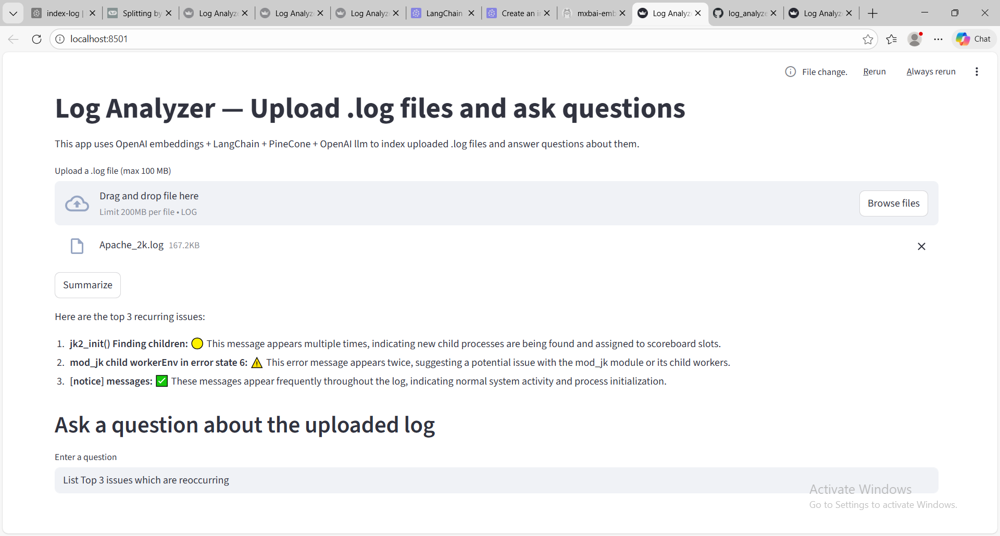 index-log |
Splitting by
Log Analyz
Log Analyz
Log Analyz
LangChain
Create an i
mxbai-emb
Log Analyz
log_analyze
Log Analyz
localhost:8501
Chat
File change. Rerun Always rerun
Log Analyzer — Upload .log files and ask questions
This app uses OpenAI embeddings + LangChain + PineCone + OpenAI llm to index uploaded .log files and answer questions about them.
Upload a .log file (max 100 MB)
Drag and drop file here
Limit 200MB per file • LOG
Browse files
Apache_2k.log 167.2KB
Summarize
Here are the top 3 recurring issues:
1. jk2_init() Finding children: 🟡 This message appears multiple times, indicating new child processes are being found and assigned to scoreboard slots.
2. mod_jk child workerEnv in error state 6: ⚠️ This error message appears twice, suggesting a potential issue with the mod_jk module or its child workers.
3. [notice] messages: ✅ These messages appear frequently throughout the log, indicating normal system activity and process initialization.
Ask a question about the uploaded log
Enter a question
List Top 3 issues which are reoccurring
Activate Windows
Go to Settings to activate Windows.